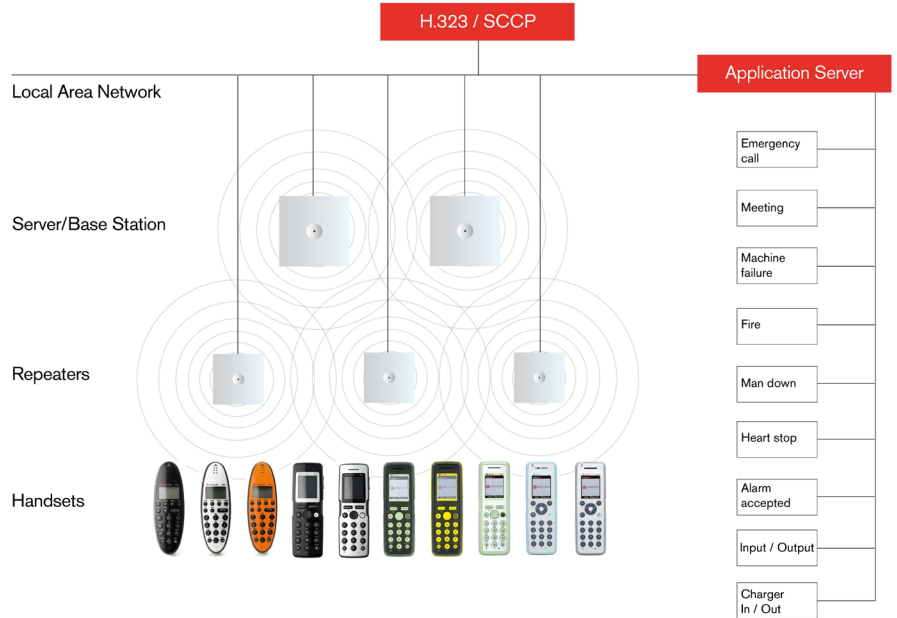 H.323 / SCCP
Application Server
Local Area Network
Emergency
call
Server/Base Station
Meeting
Machine
failure
Fire
Repeaters
Man down
Heart stop
Handsets
Alarm
accepted
Input / Output
Charger
In / Out